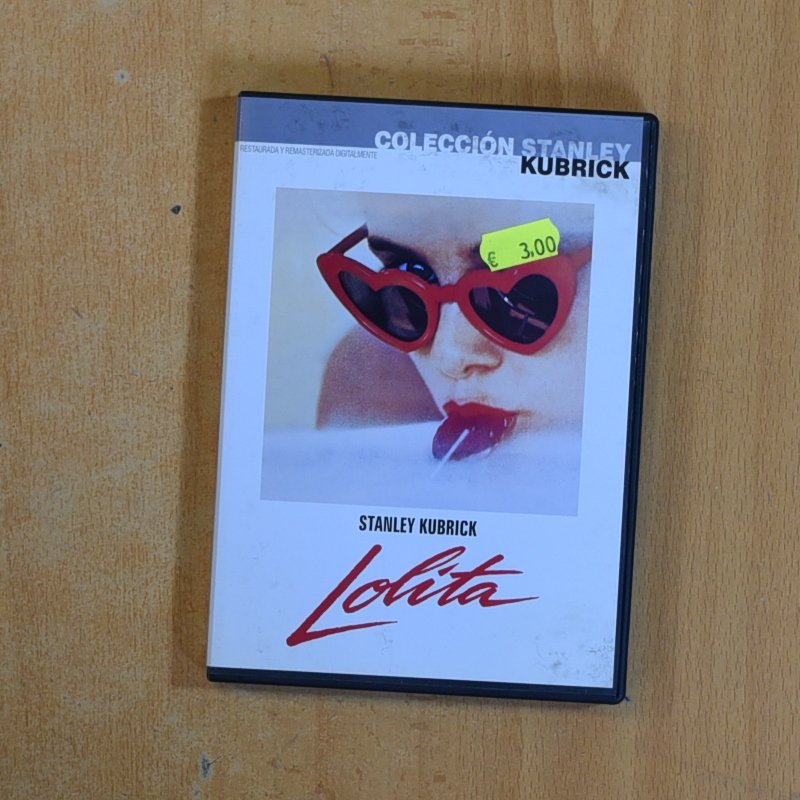 COLECCIÓN STANLEY
KUBRICK
RESTAURADA Y REMASTERIZADA DIGITALMENTE
€ 3,00
STANLEY KUBRICK
Lolita